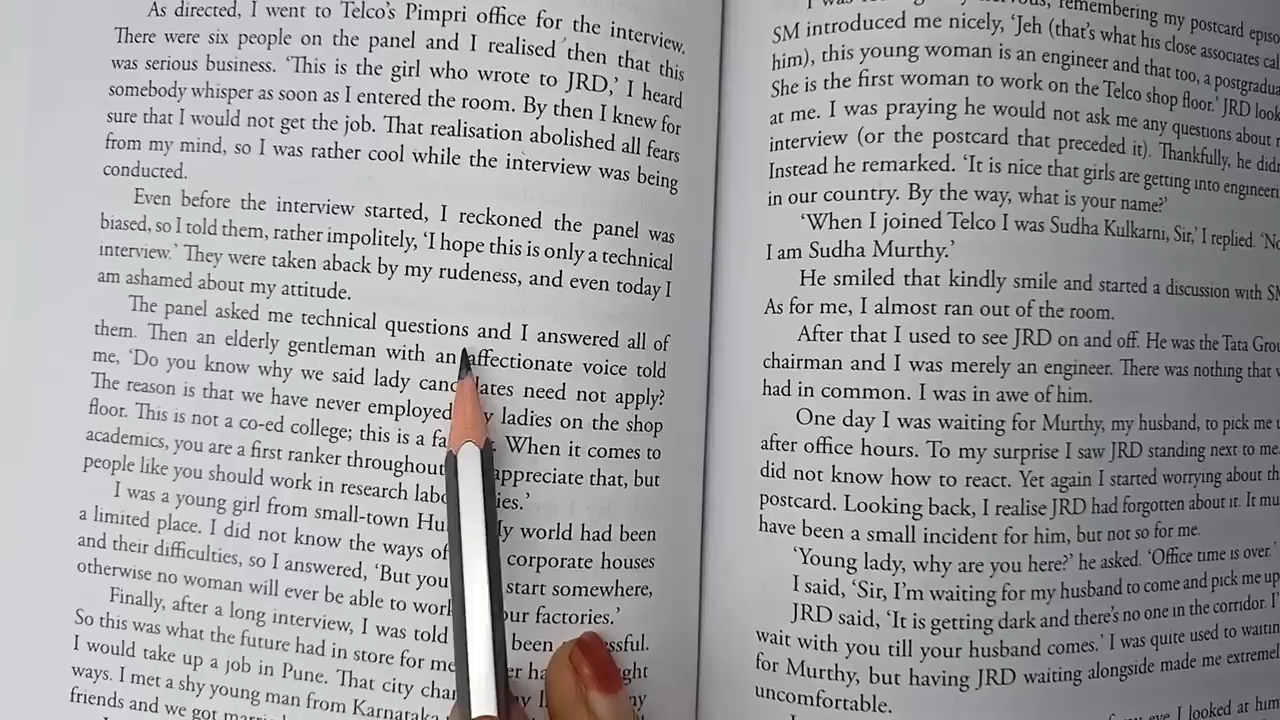 As directed, I went to Telco's Pimpri office for the interview.
There were six people on the panel and I realised then that this
was serious business. 'This is the girl who wrote to JRD,' I heard
somebody whisper as soon as I entered the room. By then I knew for
sure that I would not get the job. That realisation abolished all fears
from my mind, so I was rather cool while the interview was being
conducted.
Even before the interview started, I reckoned the panel was
biased, so I told them, rather impolitely, 'I hope this is only a technical
interview.' They were taken aback by my rudeness, and even today I
am ashamed about my attitude.
The panel asked me technical questions and I answered all of
them. Then an elderly gentleman with an affectionate voice told
me, 'Do you know why we said lady candidates need not apply?
The reason is that we have never employed ladies on the shop
floor. This is not a co-ed college; this is a When it comes to
academics, you are a first ranker throughout appreciate that, but
people like you should work in research
I was a young girl from small-town My world had been
a limited place. I did not know the ways of corporate houses
and their difficulties, so I answered, 'But you start somewhere,
otherwise no woman will ever be able to work our factories.'
Finally, after a long interview, I was told been
So this was what the future had in store for me
I would take up a job in Pune. That city
ways. I met a shy young man from Karnataka
friends and we got
remembering my postcard
SM introduced me nicely, 'Jeh (that's what his close associates
him), this young woman is an engineer and that too, a
She is the first woman to work on the Telco shop floor.' JRD
at me. I was praying he would not ask me any questions about
interview (or the postcard that preceded it). Thankfully, he
Instead he remarked. 'It is nice that girls are getting into
in our country. By the way, what is your name?'
'When I joined Telco I was Sudha Kulkarni, Sir,' I replied.
I am Sudha Murthy.'
He smiled that kindly smile and started a discussion with
As for me, I almost ran out of the room.
After that I used to see JRD on and off. He was the Tata
chairman and I was merely an engineer. There was nothing that
had in common. I was in awe of him.
One day I was waiting for Murthy, my husband, to pick me
after office hours. To my surprise I saw JRD standing next to me.
did not know how to react. Yet again I started worrying about
postcard. Looking back, I realise JRD had forgotten about it. It
have been a small incident for him, but not so for me.
'Young lady, why are you here?' he asked. 'Office time is over.'
I said, 'Sir, I'm waiting for my husband to come and pick me up
JRD said, 'It is getting dark and there's no one in the corridor.
wait with you till your husband comes.' I was quite used to
for Murthy, but having JRD waiting alongside made me
uncomfortable.
I looked at him